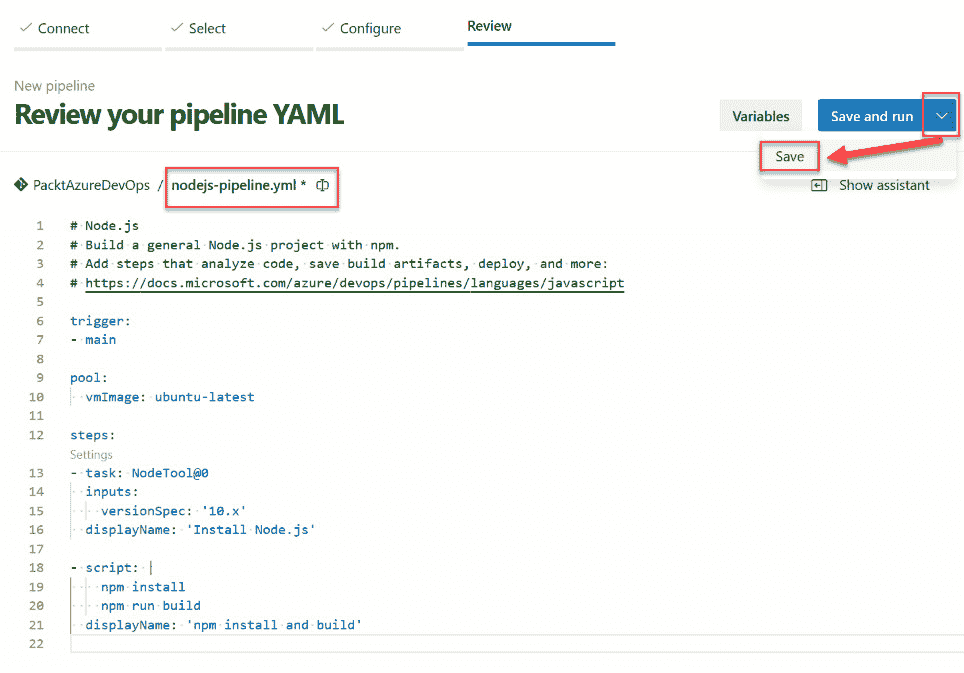 Connect
Select
Configure
Review
New pipeline
Review your pipeline YAML
Variables
Save and run
Save
PacktAzureDevOps / nodejs-pipeline.yml *
Show assistant
1 # Node.js
2 # Build a general Node.js project with npm.
3 # Add steps that analyze code, save build artifacts, deploy, and more:
4 # https://docs.microsoft.com/azure/devops/pipelines/languages/javascript
5
6 trigger:
7 - main
8
9 pool:
10   vmImage: ubuntu-latest
11
12 steps:
Settings
13 - task: NodeTool@0
14   inputs:
15     versionSpec: '10.x'
16   displayName: 'Install Node.js'
17
18 - script: |
19     npm install
20     npm run build
21   displayName: 'npm install and build'
22